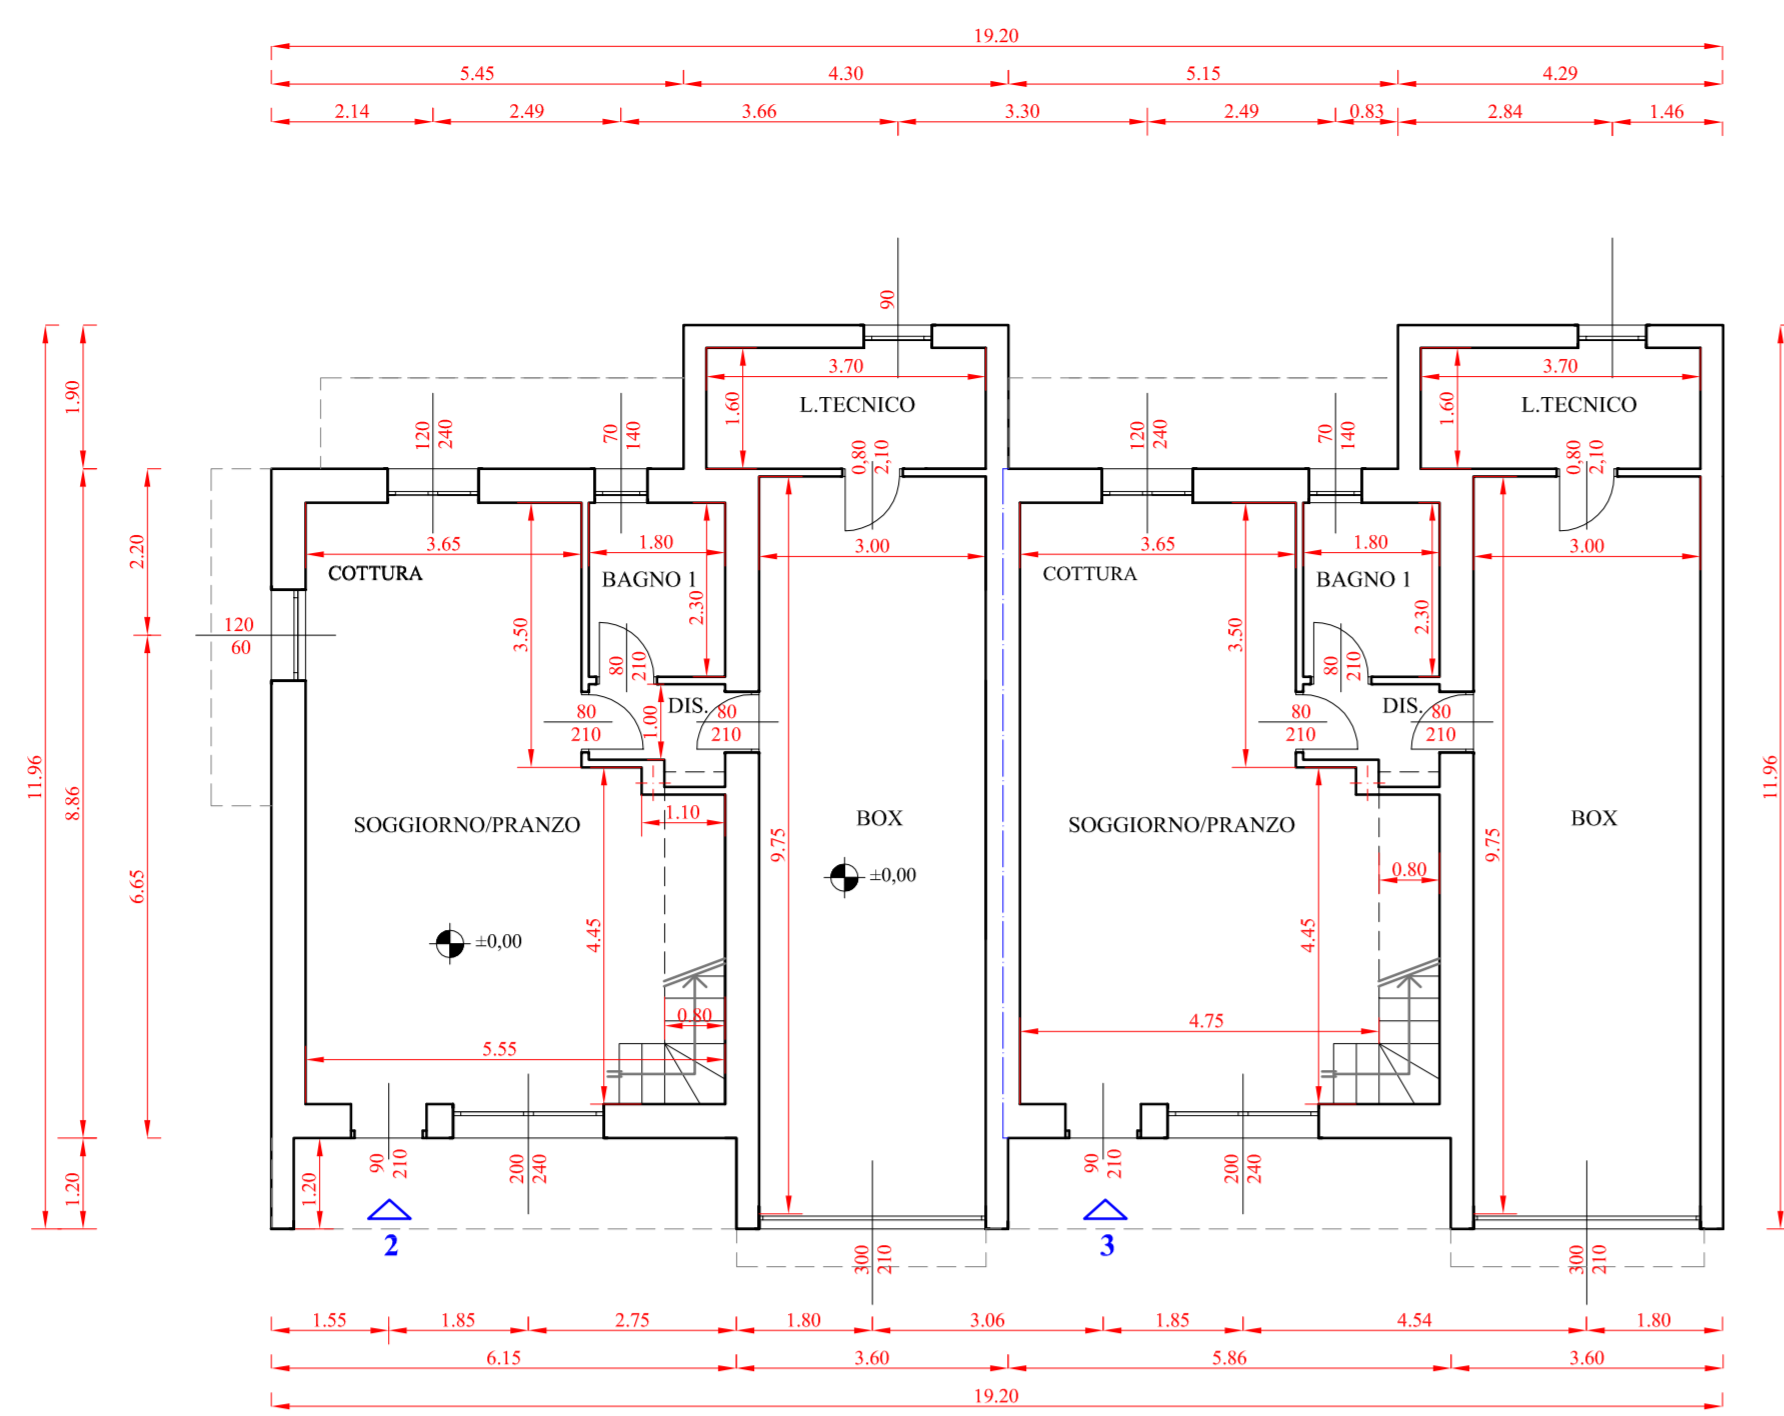 19.20
5.45 4.30 5.15 4.29
2.14 2.49 3.66 3.30 2.49 0.83 2.84 1.46
90
3.70 3.70
1.90 1.60 L.TECNICO 1.60 L.TECNICO
120 240 70 140 0,80 2,10 120 240 70 140 0,80 2,10
3.65 1.80 3.00 3.65 1.80 3.00
2.20 COTTURA BAGNO 1 COTTURA BAGNO 1
3.50 2.30 3.50 2.30
120
60
80 210 80 210
DIS. DIS.
80 1.00 80 80 80
210 210 210 210
11.96 8.86 11.96
1.10
SOGGIORNO/PRANZO BOX SOGGIORNO/PRANZO BOX
9.75 9.75
6.65 ±0,00 0.80
4.45 ±0,00 4.45
0.80 4.75
5.55
1.20 1.20 90 210 200 240 90 210 200 240
2 3
300 210 300 210
1.55 1.85 2.75 1.80 3.06 1.85 4.54 1.80
6.15 3.60 5.86 3.60
19.20